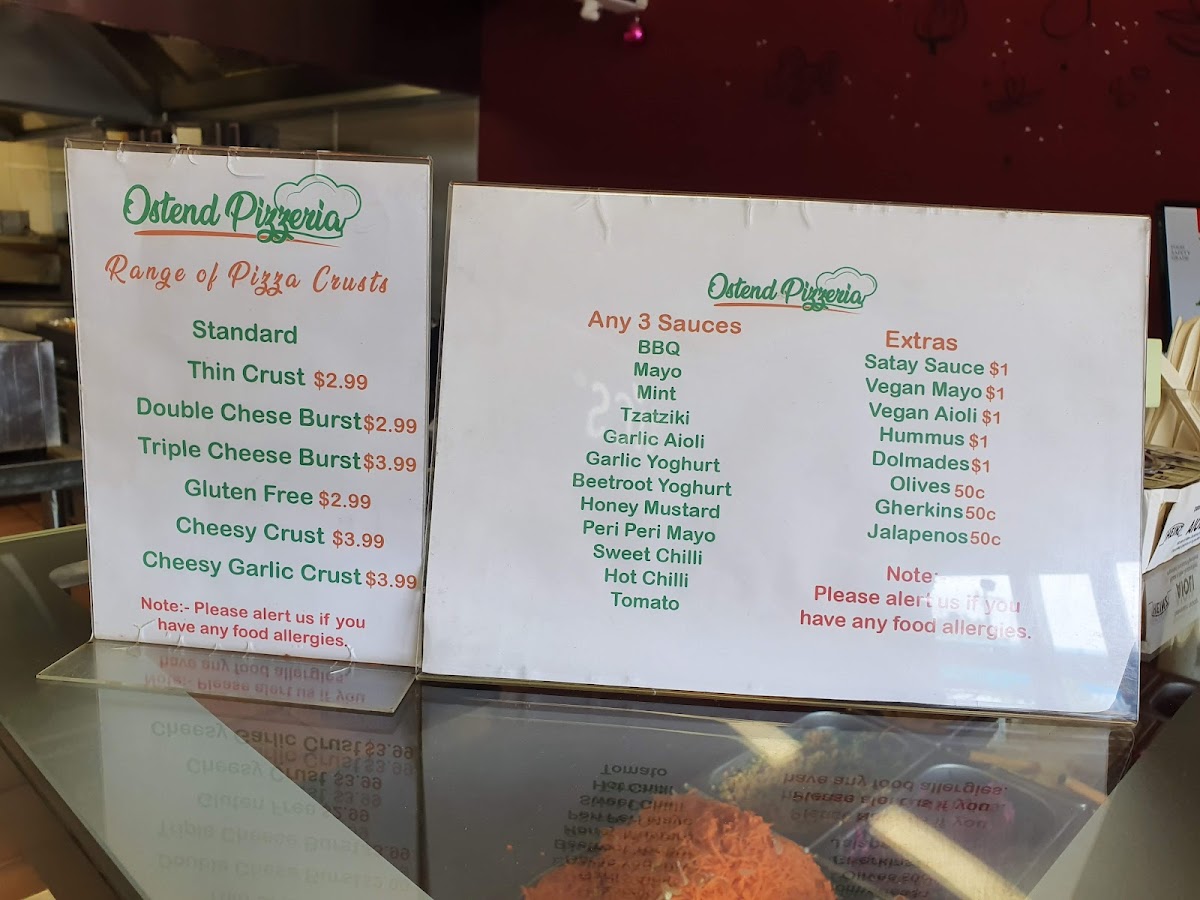 Ostend Pizzeria
Range of Pizza Crusts
Standard
Thin Crust $2.99
Double Chese Burst $2.99
Triple Cheese Burst $3.99
Gluten Free $2.99
Cheesy Crust $3.99
Cheesy Garlic Crust $3.99
Note:- Please alert us if you
have any food allergies.
Ostend Pizzeria
Any 3 Sauces
BBQ
Mayo
Mint
Tzatziki
Garlic Aioli
Garlic Yoghurt
Beetroot Yoghurt
Honey Mustard
Peri Peri Mayo
Sweet Chilli
Hot Chilli
Tomato
Extras
Satay Sauce $1
Vegan Mayo $1
Vegan Aioli $1
Hummus $1
Dolmades $1
Olives 50c
Gherkins 50c
Jalapenos 50c
Note:-
Please alert us if you
have any food allergies.